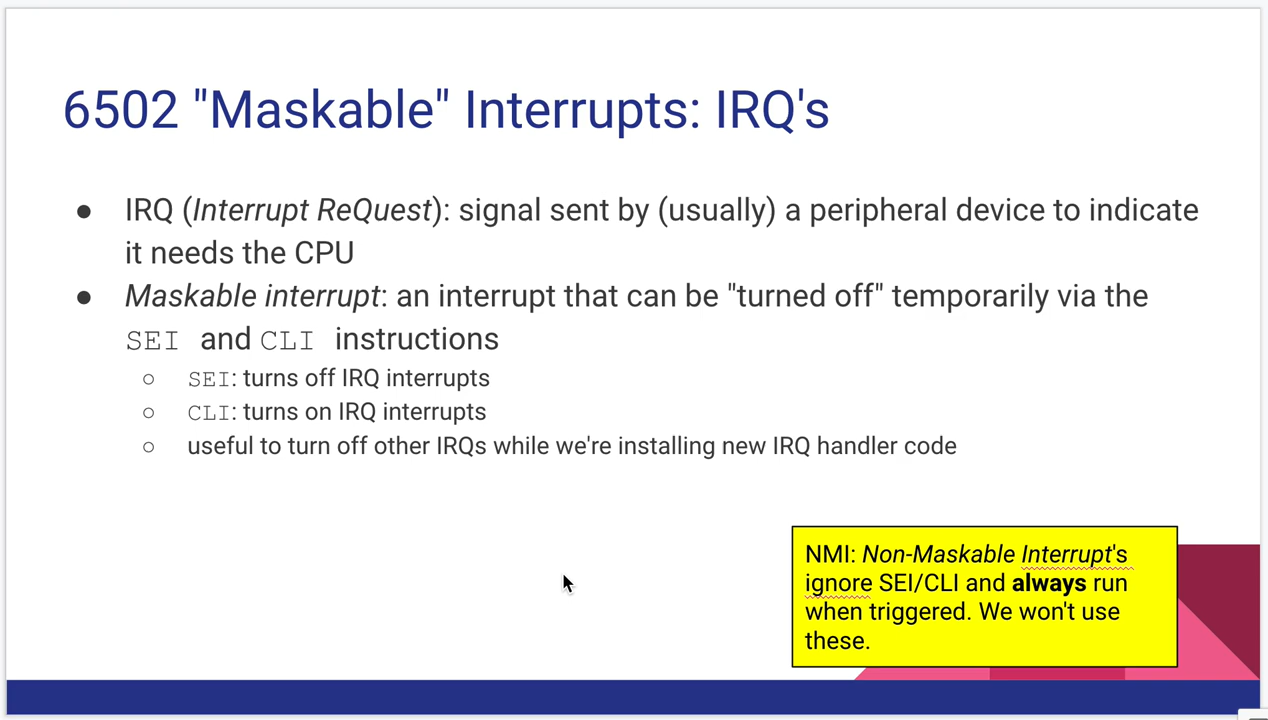 6502 "Maskable" Interrupts: IRQ's
● IRQ (Interrupt ReQuest): signal sent by (usually) a peripheral device to indicate
it needs the CPU
● Maskable interrupt: an interrupt that can be "turned off" temporarily via the
SEI and CLI instructions
○ SEI: turns off IRQ interrupts
○ CLI: turns on IRQ interrupts
○ useful to turn off other IRQs while we're installing new IRQ handler code
NMI: Non-Maskable Interrupt's
ignore SEI/CLI and always run
when triggered. We won't use
these.